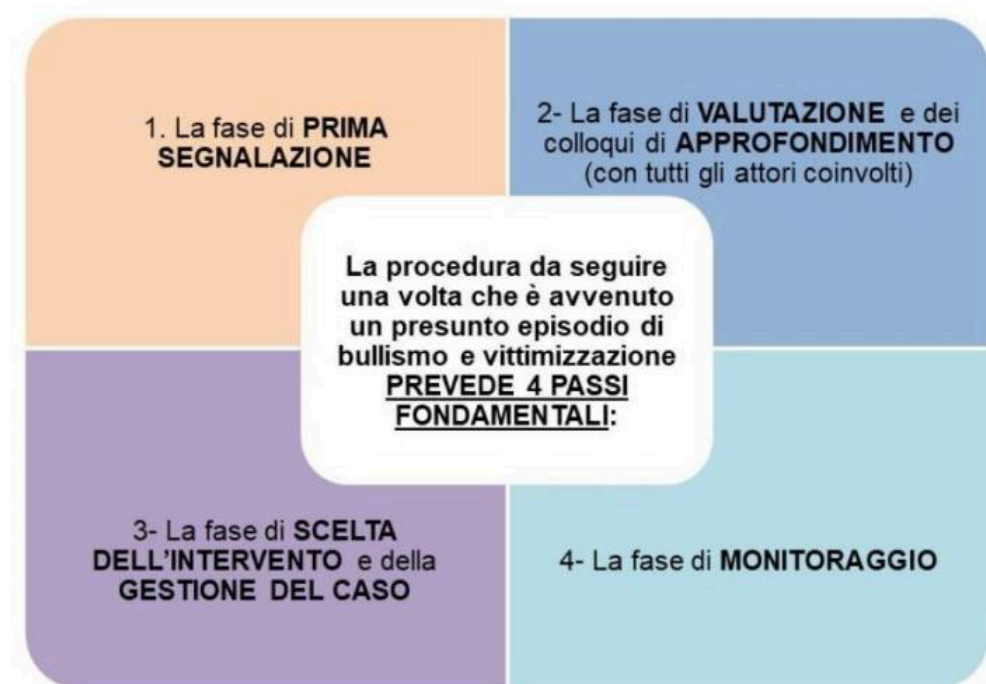 1. La fase di PRIMA
SEGNALAZIONE
2- La fase di VALUTAZIONE e dei
colloqui di APPROFONDIMENTO
(con tutti gli attori coinvolti)
La procedura da seguire
una volta che è avvenuto
un presunto episodio di
bullismo e vittimizzazione
PREVEDE 4 PASSI
FONDAMENTALI:
3- La fase di SCELTA
DELL'INTERVENTO e della
GESTIONE DEL CASO
4- La fase di MONITORAGGIO